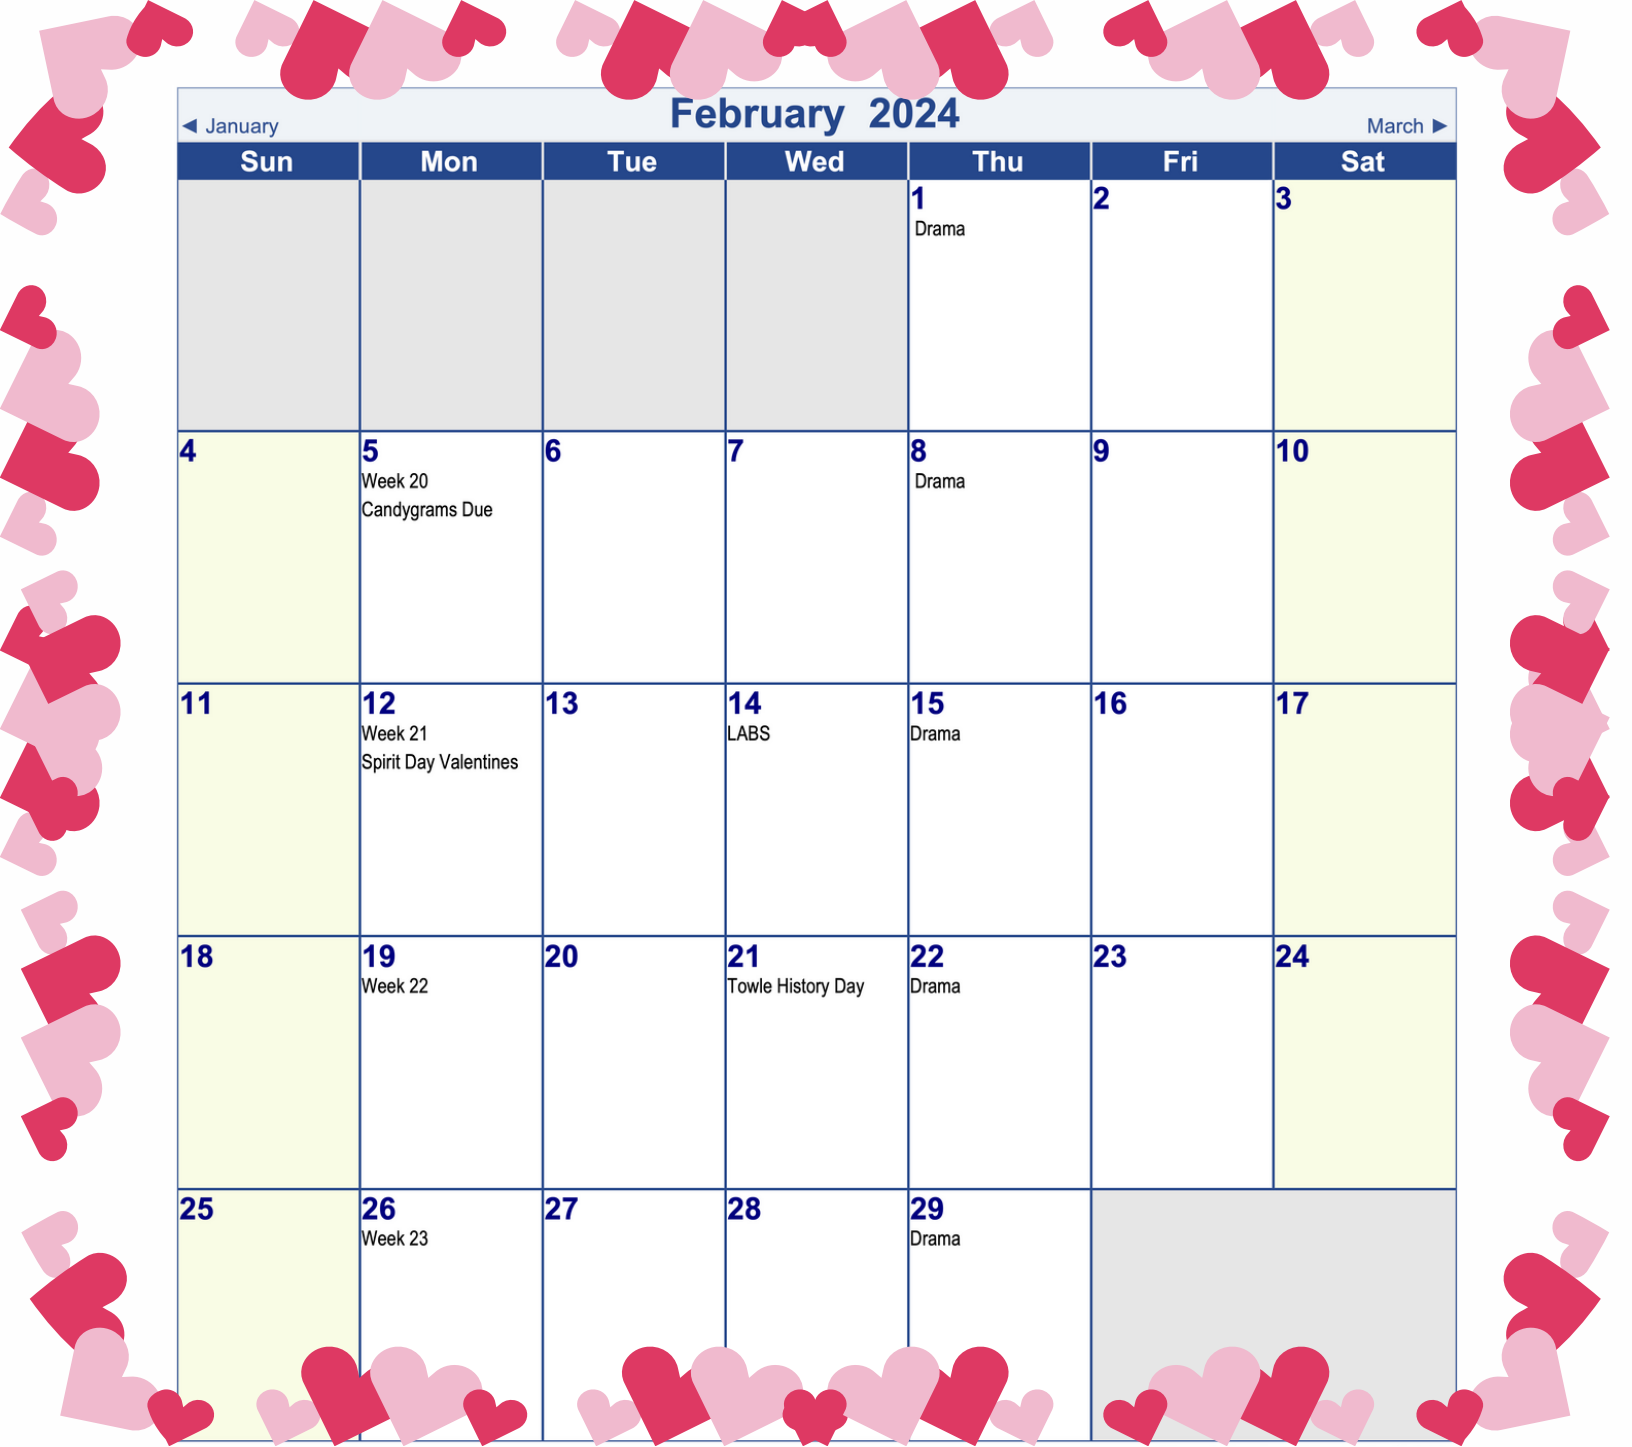 February 2024
◄ January
March ►
Sun Mon Tue Wed Thu Fri Sat
1 2 3
Drama
4 5 6 7 8 9 10
Week 20 Drama
Candygrams Due
11 12 13 14 15 16 17
Week 21 LABS Drama
Spirit Day Valentines
18 19 20 21 22 23 24
Week 22 Towle History Day Drama
25 26 27 28 29
Week 23 Drama